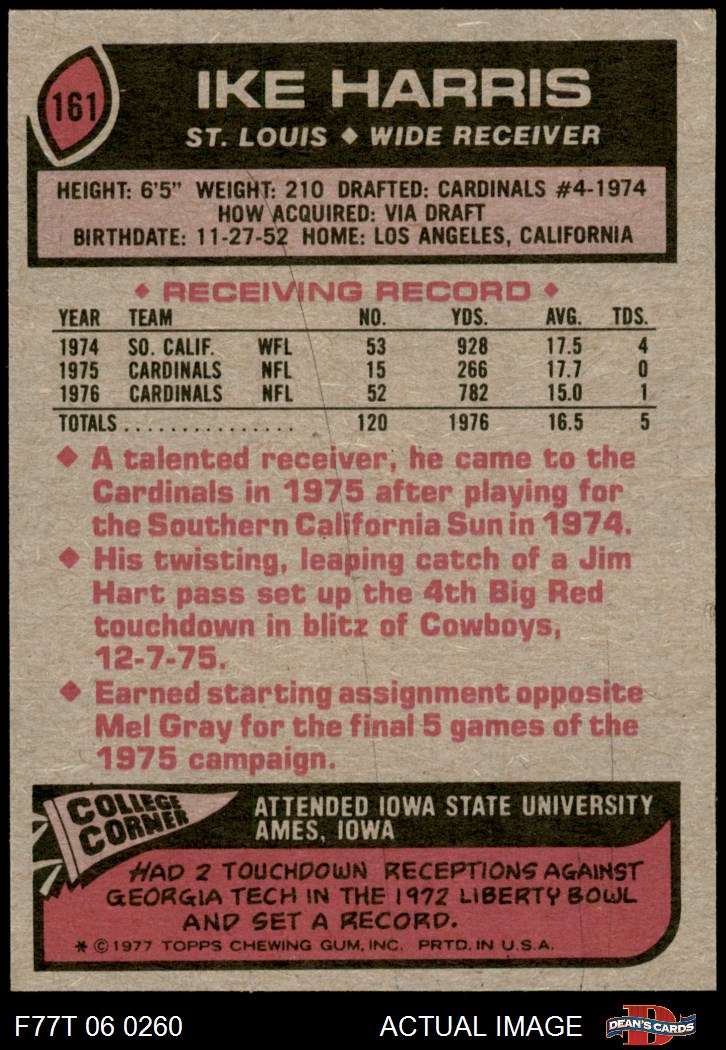 161
IKE HARRIS
ST. LOUIS ♦ WIDE RECEIVER
HEIGHT: 6'5" WEIGHT: 210 DRAFTED: CARDINALS #4-1974
HOW ACQUIRED: VIA DRAFT
BIRTHDATE: 11-27-52 HOME: LOS ANGELES, CALIFORNIA
♦ RECEIVING RECORD ♦
YEAR TEAM NO. YDS. AVG. TDS.
1974 SO. CALIF. WFL 53 928 17.5 4
1975 CARDINALS NFL 15 266 17.7 0
1976 CARDINALS NFL 52 782 15.0 1
TOTALS . . . . . . . . . . . . . . . 120 1976 16.5 5
♦ A talented receiver, he came to the
Cardinals in 1975 after playing for
the Southern California Sun in 1974.
♦ His twisting, leaping catch of a Jim
Hart pass set up the 4th Big Red
touchdown in blitz of Cowboys,
12-7-75.
♦ Earned starting assignment opposite
Mel Gray for the final 5 games of the
1975 campaign.
COLLEGE
CORNER
ATTENDED IOWA STATE UNIVERSITY
AMES, IOWA
HAD 2 TOUCHDOWN RECEPTIONS AGAINST
GEORGIA TECH IN THE 1972 LIBERTY BOWL
AND SET A RECORD.
* © 1977 TOPPS CHEWING GUM, INC. PRTD. IN U.S.A.
F77T 06 0260 ACTUAL IMAGE
D
DEAN'S CARDS